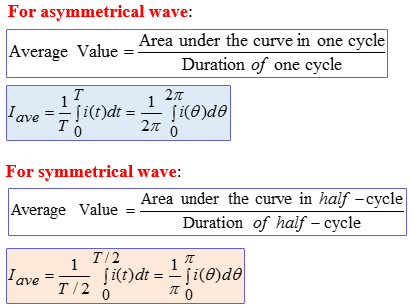 For asymmetrical wave:
Average Value = Area under the curve in one cycle / Duration of one cycle
I_ave = 1/T ∫_0^T i(t)dt = 1/2π ∫_0^2π i(θ)dθ
For symmetrical wave:
Average Value = Area under the curve in half – cycle / Duration of half – cycle
I_ave = 1/(T/2) ∫_0^T/2 i(t)dt = 1/π ∫_0^π i(θ)dθ